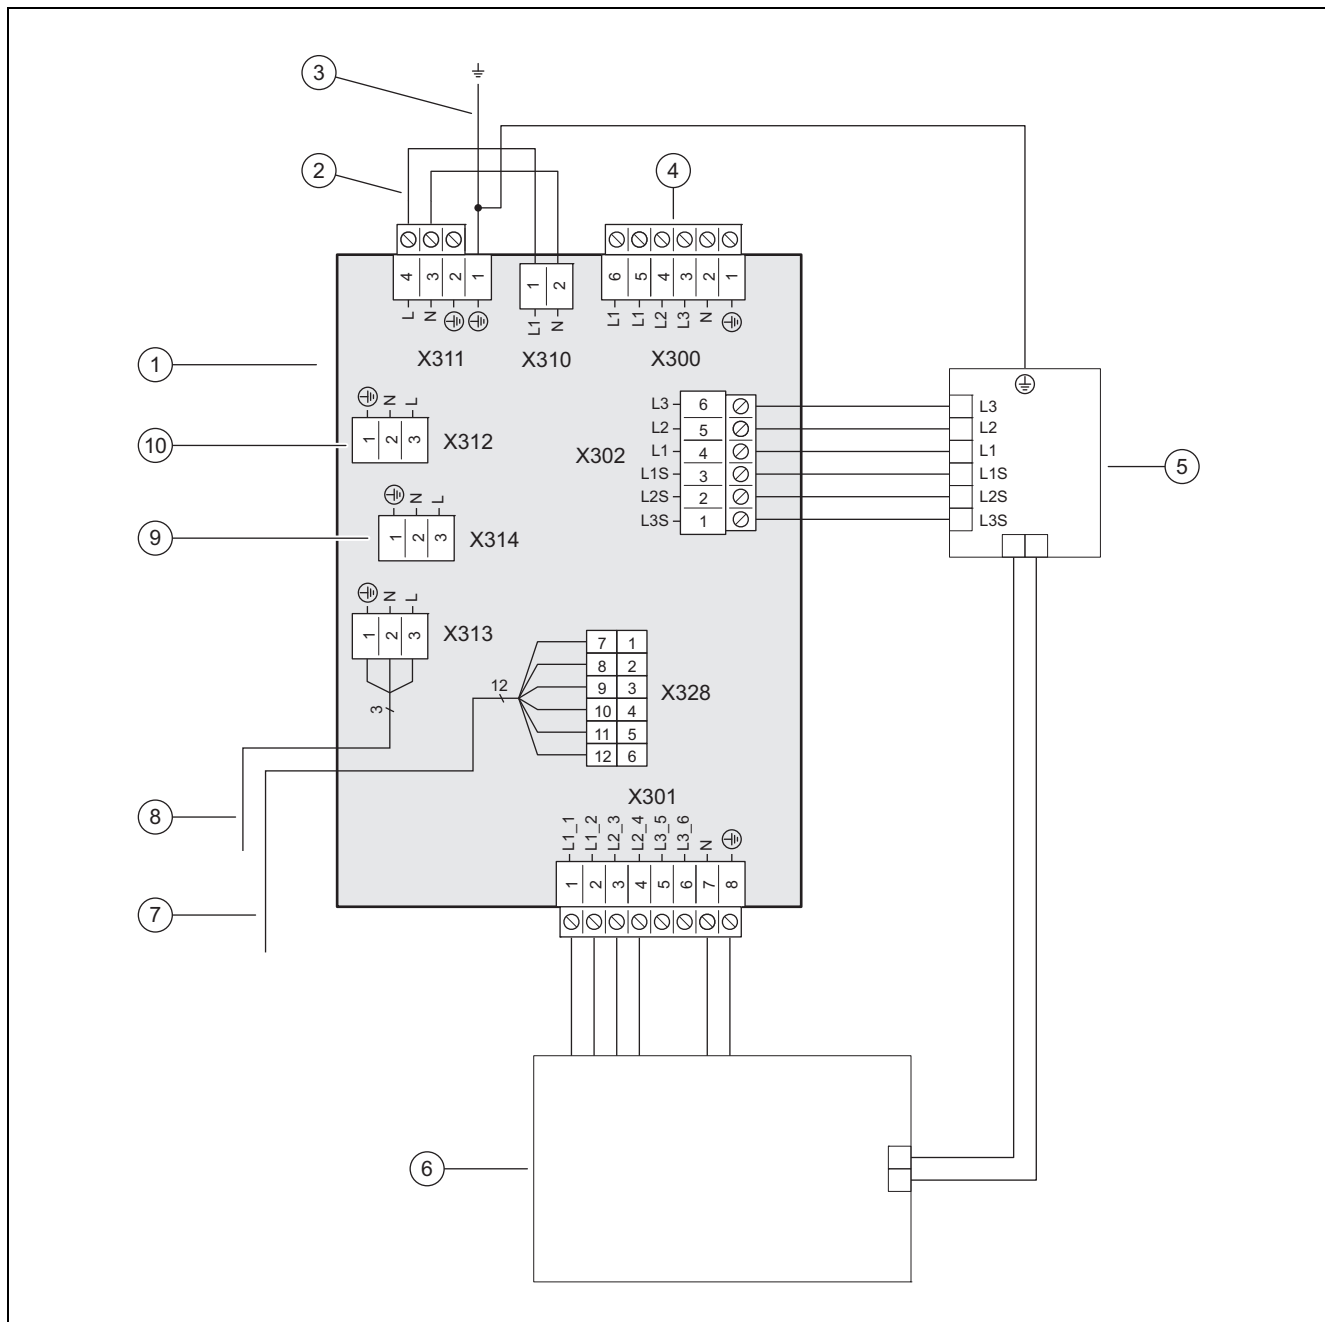 3
2
4
4 3 2 1
L N
X311
1 2
L1 N
X310
6 5 4 3 2 1
L1 L1 L2 L3 N
X300
1
N L
1 2 3
X312
10
N L
1 2 3
X314
9
N L
1 2 3
X313
3
8
7
X302
L3 6
L2 5
L1 4
L1S 3
L2S 2
L3S 1
L3
L2
L1
L1S
L2S
L3S
5
12
7 1
8 2
9 3
10 4
11 5
12 6
X328
X301
L1_1 L1_2 L2_3 L2_4 L3_5 L3_6 N
1 2 3 4 5 6 7 8
6